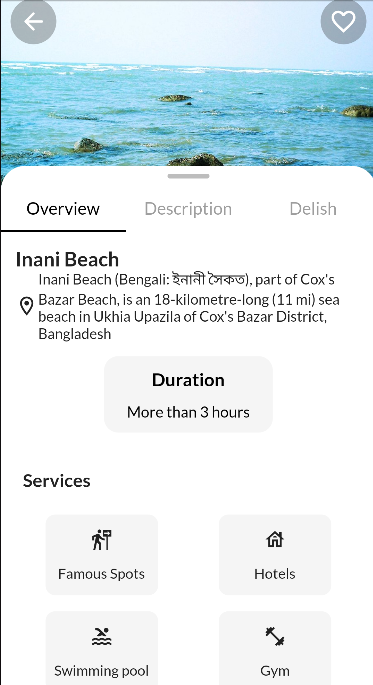 Overview Description Delish
Inani Beach
Inani Beach (Bengali: ইনানী সৈকত), part of Cox's
Bazar Beach, is an 18-kilometre-long (11 mi) sea
beach in Ukhia Upazila of Cox's Bazar District,
Bangladesh
Duration
More than 3 hours
Services
Famous Spots Hotels
Swimming pool Gym